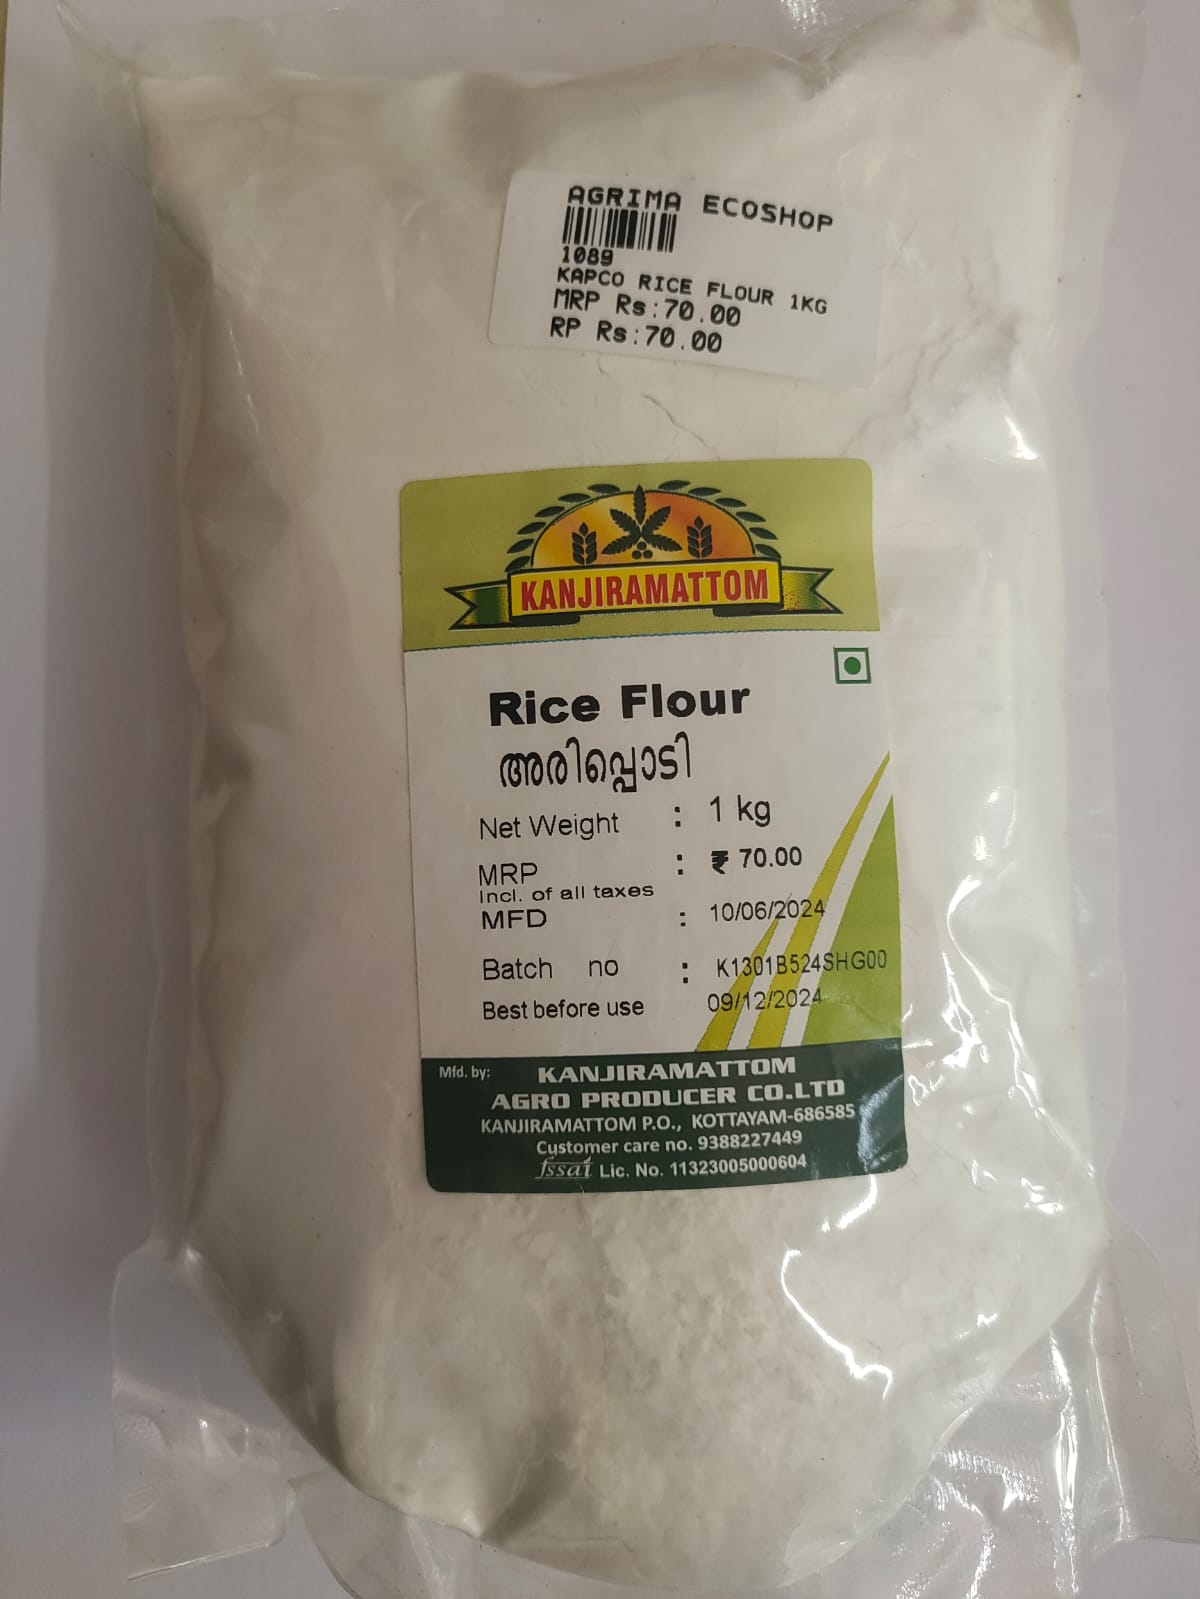 AGRIMA ECOSHOP
1089
KAPCO RICE FLOUR 1KG
MRP Rs:70.00
RP Rs:70.00
KANJIRAMATTOM
Rice Flour
അരിപ്പൊടി
Net Weight : 1 kg
MRP : ₹ 70.00
Incl. of all taxes
MFD : 10/06/2024
Batch no : K1301B524SHG00
Best before use 09/12/2024
Mfd. by: KANJIRAMATTOM
AGRO PRODUCER CO.LTD
KANJIRAMATTOM P.O., KOTTAYAM-686585
Customer care no. 9388227449
fssai Lic. No. 11323005000604